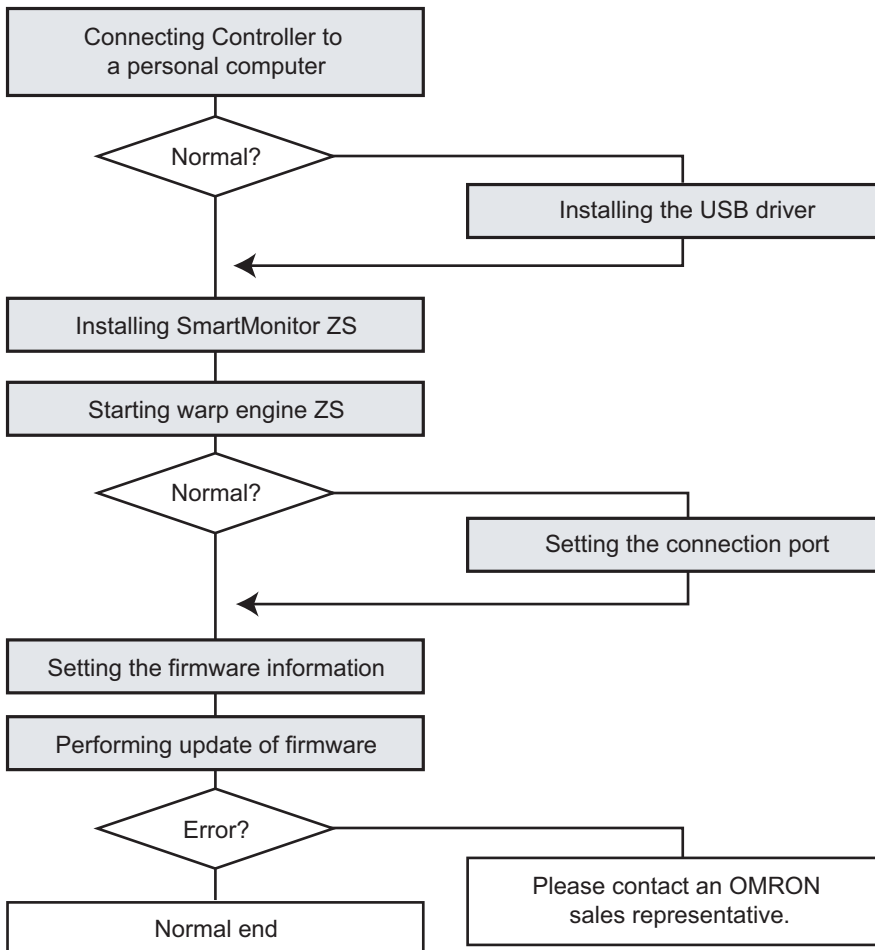 Connecting Controller to
a personal computer
Normal?
Installing the USB driver
Installing SmartMonitor ZS
Starting warp engine ZS
Normal?
Setting the connection port
Setting the firmware information
Performing update of firmware
Error?
Please contact an OMRON
sales representative.
Normal end